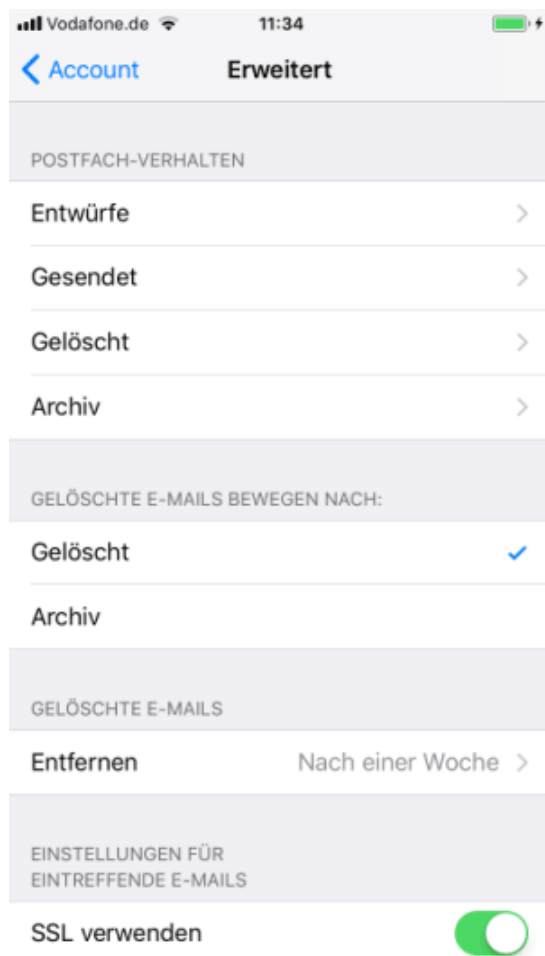 Vodafone.de 11:34
Account Erweitert
POSTFACH-VERHALTEN
Entwürfe
Gesendet
Gelöscht
Archiv
GELÖSCHTE E-MAILS BEWEGEN NACH:
Gelöscht
Archiv
GELÖSCHTE E-MAILS
Entfernen Nach einer Woche
EINSTELLUNGEN FÜR
EINTREFFENDE E-MAILS
SSL verwenden